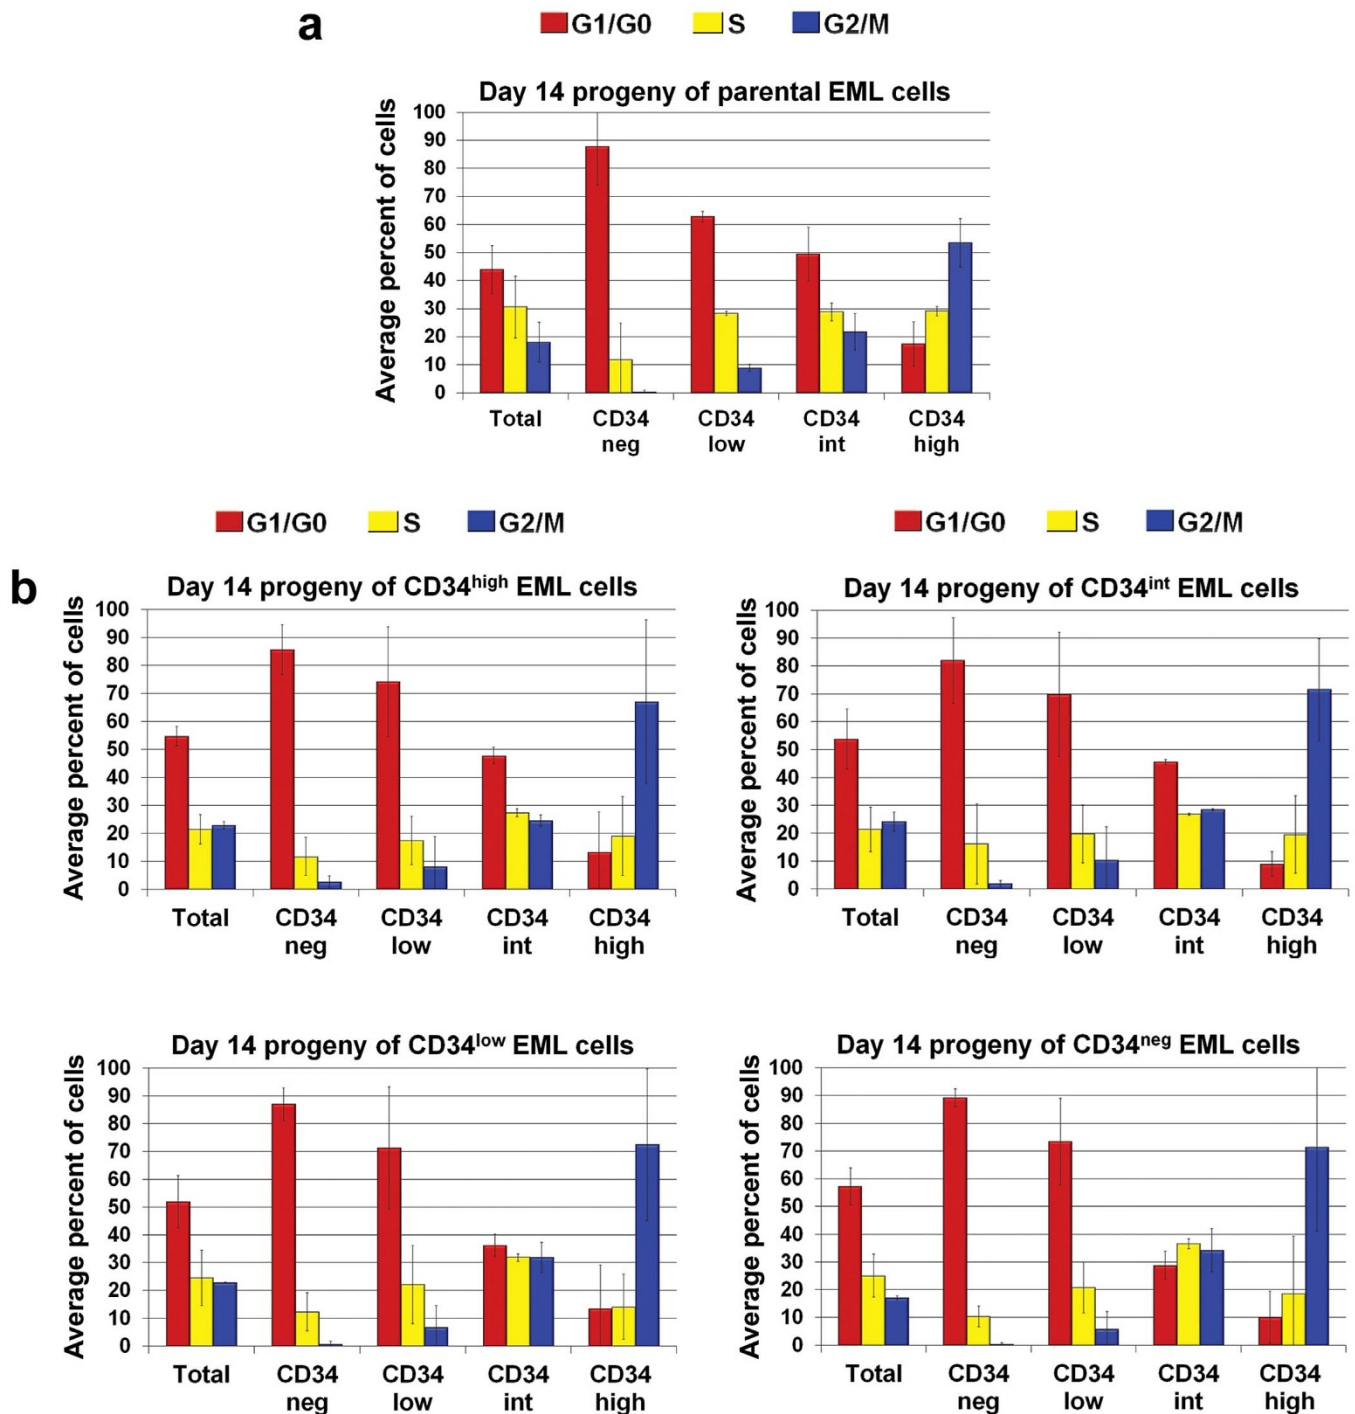 a
G1/G0 S G2/M
Day 14 progeny of parental EML cells
Average percent of cells
100
90
80
70
60
50
40
30
20
10
0
Total CD34 neg CD34 low CD34 int CD34 high
b
G1/G0 S G2/M
Day 14 progeny of CD34high EML cells
Average percent of cells
100
90
80
70
60
50
40
30
20
10
0
Total CD34 neg CD34 low CD34 int CD34 high
G1/G0 S G2/M
Day 14 progeny of CD34int EML cells
Average percent of cells
100
90
80
70
60
50
40
30
20
10
0
Total CD34 neg CD34 low CD34 int CD34 high
Day 14 progeny of CD34low EML cells
Average percent of cells
100
90
80
70
60
50
40
30
20
10
0
Total CD34 neg CD34 low CD34 int CD34 high
Day 14 progeny of CD34neg EML cells
Average percent of cells
100
90
80
70
60
50
40
30
20
10
0
Total CD34 neg CD34 low CD34 int CD34 high